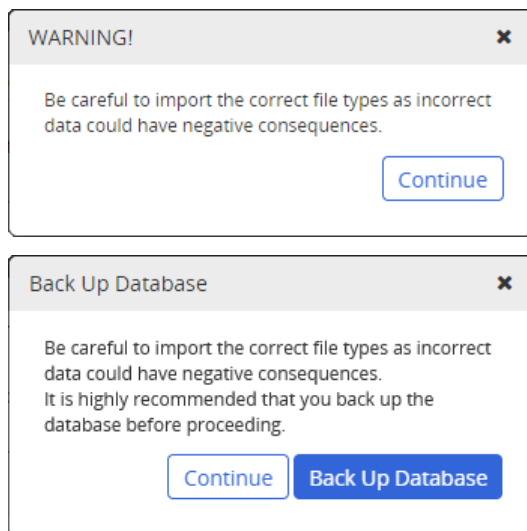 WARNING!
Be careful to import the correct file types as incorrect
data could have negative consequences.
Continue
Back Up Database
Be careful to import the correct file types as incorrect
data could have negative consequences.
It is highly recommended that you back up the
database before proceeding.
Continue
Back Up Database